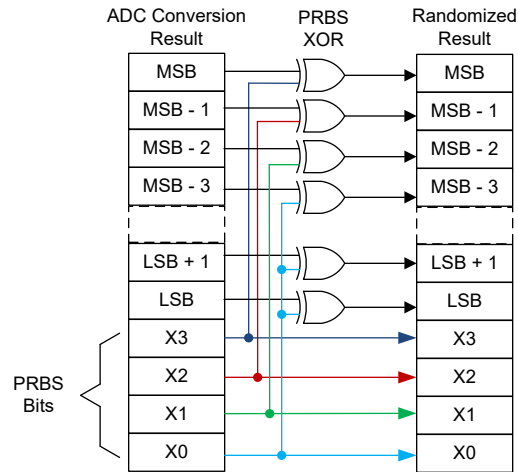 ADC Conversion
Result
PRBS
XOR
Randomized
Result
MSB
MSB
MSB - 1
MSB - 1
MSB - 2
MSB - 2
MSB - 3
MSB - 3
LSB + 1
LSB + 1
LSB
LSB
X3
X3
X2
X2
X1
X1
X0
X0
PRBS
Bits